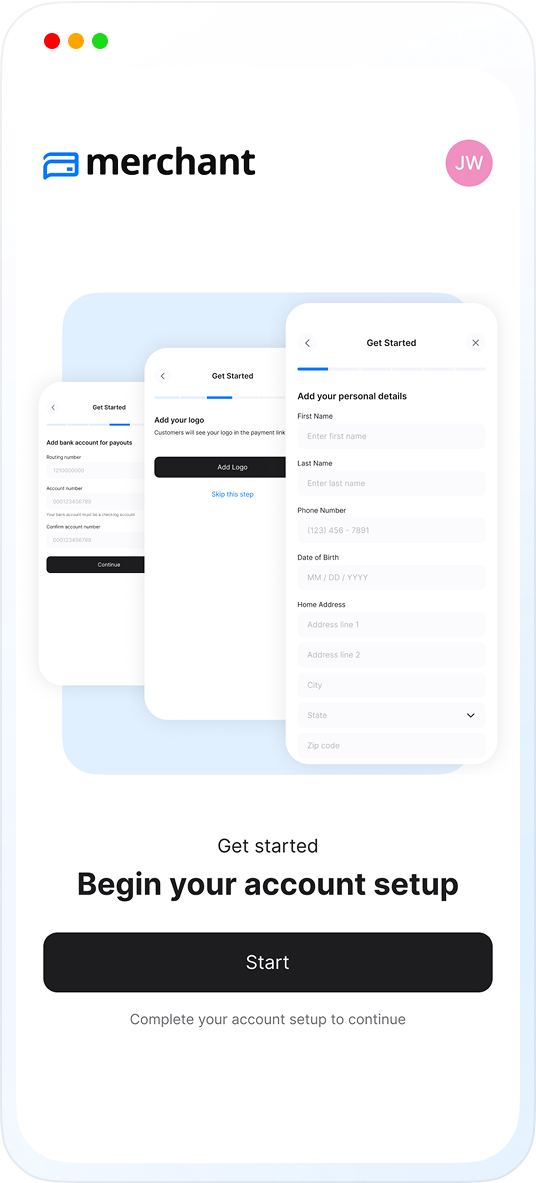 merchant
JW
Get Started
Add bank account for payouts
Routing number
1210000000
Account number
000123456789
Your bank account must be a checking account
Confirm account number
000123456789
Continue
Get Started
Add your logo
Customers will see your logo in the payment link
Add Logo
Skip this step
Get Started
Add your personal details
First Name
Enter first name
Last Name
Enter last name
Phone Number
(123) 456 - 7891
Date of Birth
MM / DD / YYYY
Home Address
Address line 1
Address line 2
City
State
Zip code
Get started
Begin your account setup
Start
Complete your account setup to continue